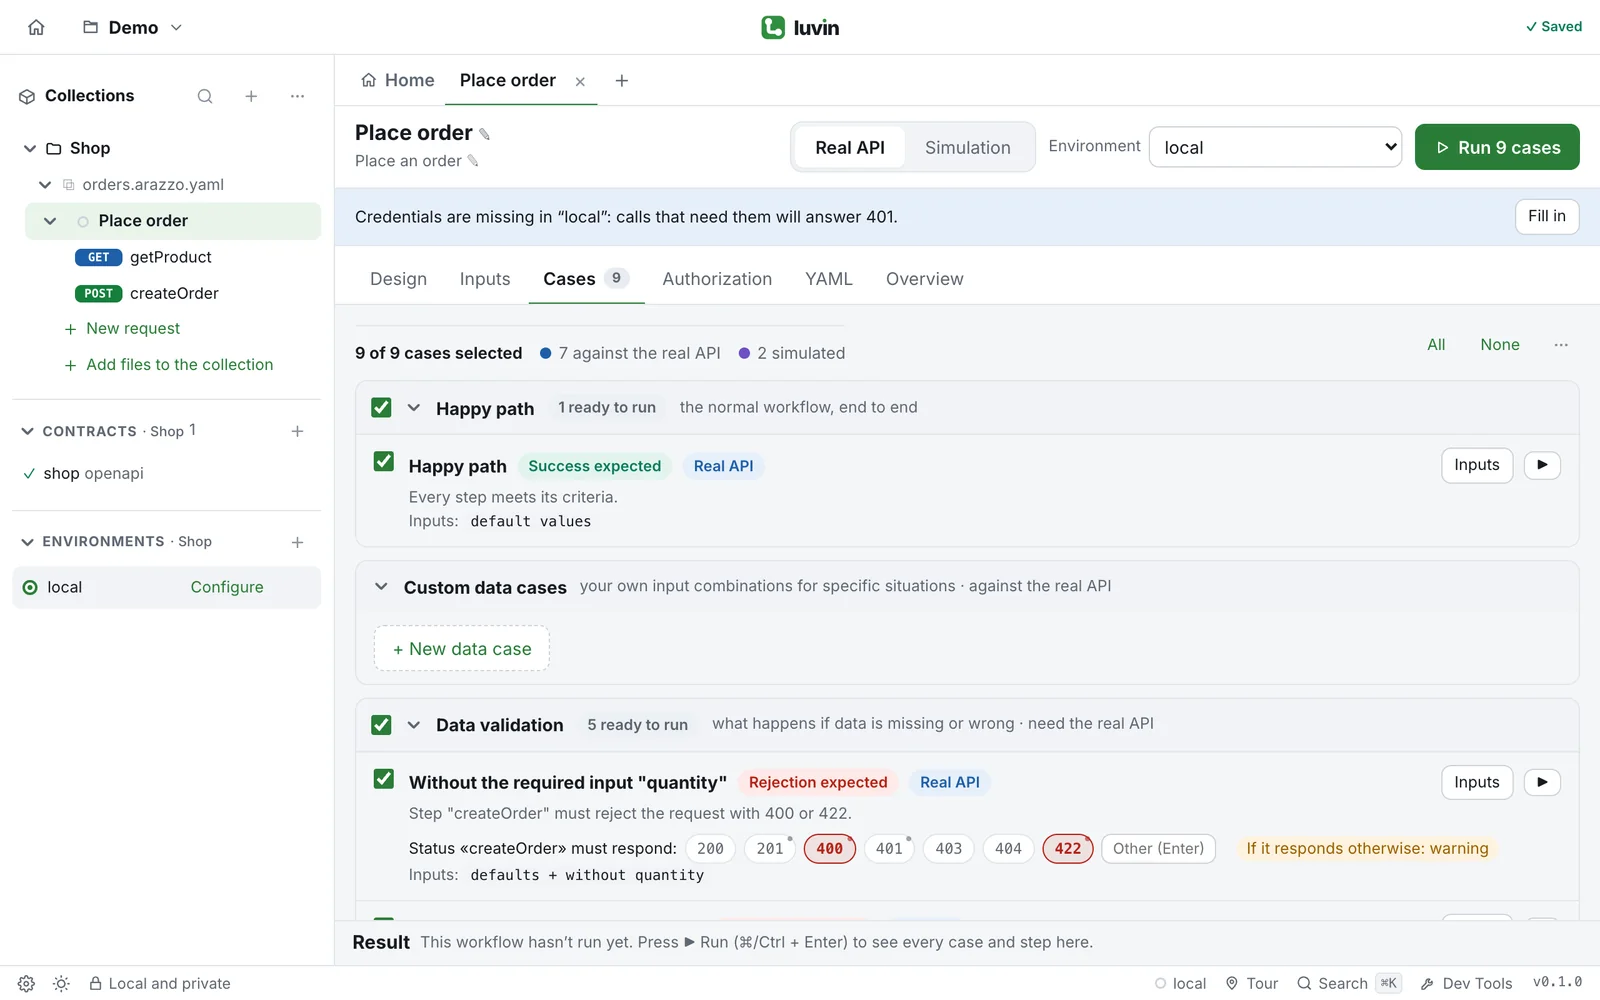 Demo
luvin
✓ Saved
Collections
Shop
orders.arazzo.yaml
Place order
GET getProduct
POST createOrder
+ New request
+ Add files to the collection
CONTRACTS · Shop 1
shop openapi
ENVIRONMENTS · Shop
local Configure
Home Place order
Place order
Place an order
Real API Simulation Environment local Run 9 cases
Credentials are missing in “local”: calls that need them will answer 401. Fill in
Design Inputs Cases 9 Authorization YAML Overview
9 of 9 cases selected 7 against the real API 2 simulated All None
Happy path 1 ready to run the normal workflow, end to end
Happy path Success expected Real API Inputs
Every step meets its criteria.
Inputs: default values
Custom data cases your own input combinations for specific situations · against the real API
+ New data case
Data validation 5 ready to run what happens if data is missing or wrong · need the real API
Without the required input "quantity" Rejection expected Real API Inputs
Step "createOrder" must reject the request with 400 or 422.
Status «createOrder» must respond: 200 201 400 401 403 404 422 Other (Enter) If it responds otherwise: warning
Inputs: defaults + without quantity
Result This workflow hasn’t run yet. Press ▶ Run (⌘/Ctrl + Enter) to see every case and step here.
Local and private local Tour Search ⌘K Dev Tools v0.1.0